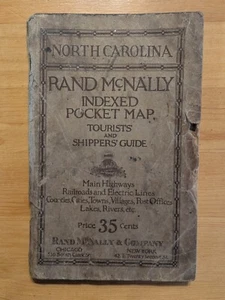 NORTH CAROLINA
RAND McNALLY
INDEXED
POCKET MAP
TOURISTS'
AND
SHIPPERS' GUIDE
Main Highways
Railroads and Electric Lines
Counties, Cities, Towns, Villages, Post Offices
Lakes, Rivers, etc.
Price 35 Cents
RAND McNALLY & COMPANY
CHICAGO
NEW YORK